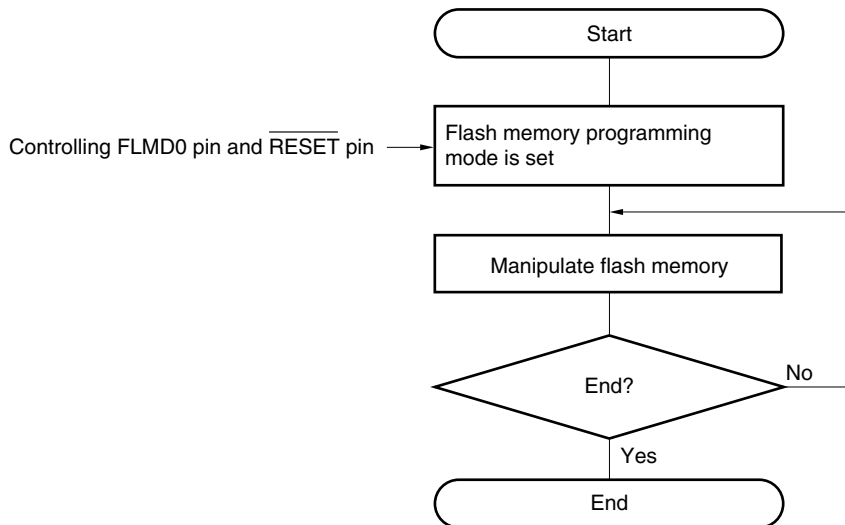 Start
Controlling FLMD0 pin and RESET pin
Flash memory programming
mode is set
Manipulate flash memory
End?
No
Yes
End